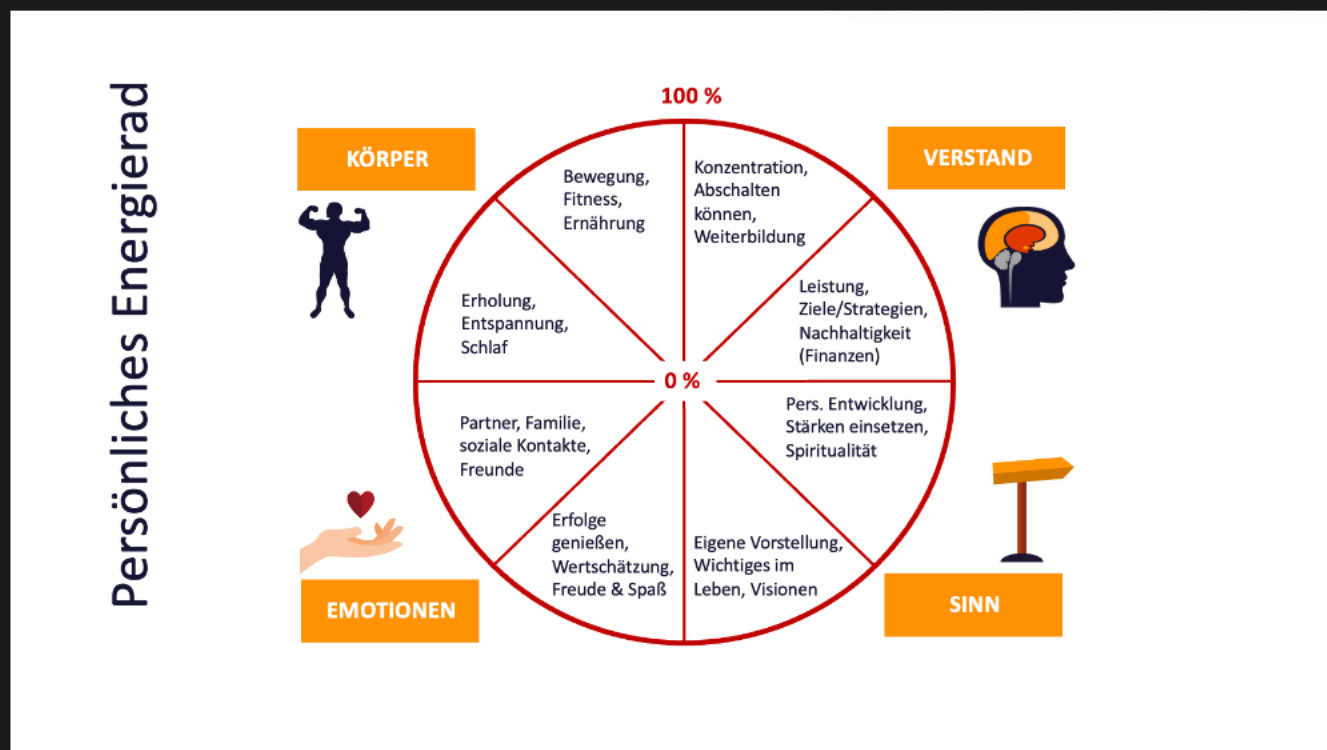 Persönliches Energierad
100 %
KÖRPER
VERSTAND
Bewegung,
Fitness,
Ernährung
Konzentration,
Abschalten
können,
Weiterbildung
Erholung,
Entspannung,
Schlaf
Leistung,
Ziele/Strategien,
Nachhaltigkeit
(Finanzen)
0 %
Partner, Familie,
soziale Kontakte,
Freunde
Pers. Entwicklung,
Stärken einsetzen,
Spiritualität
Erfolge
genießen,
Wertschätzung,
Freude & Spaß
Eigene Vorstellung,
Wichtiges im
Leben, Visionen
EMOTIONEN
SINN